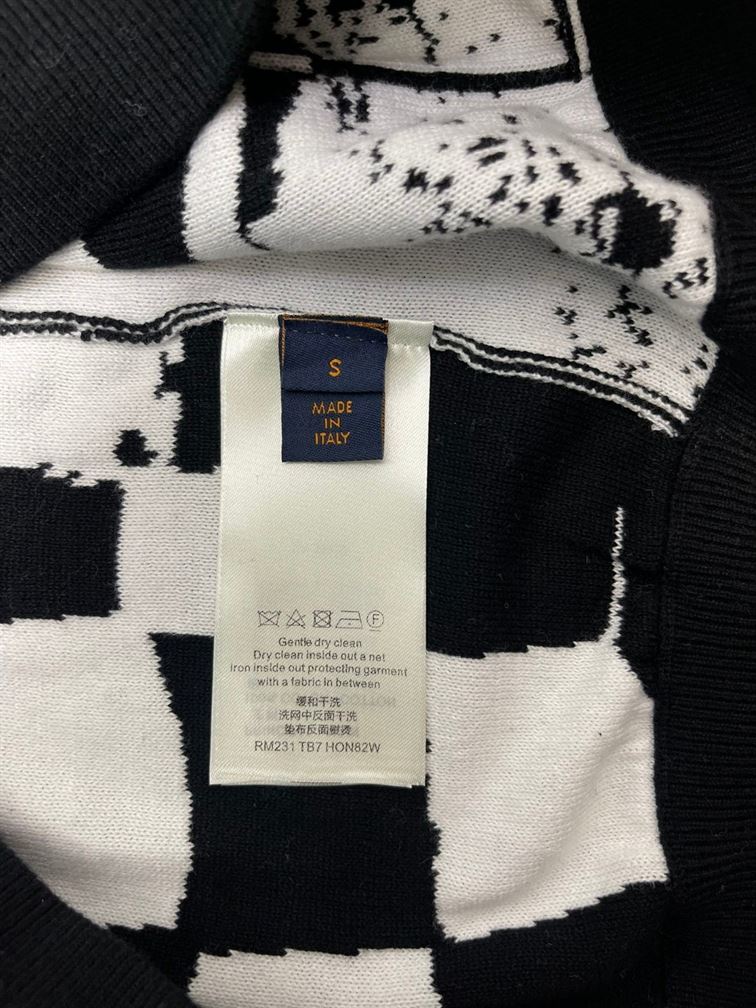 S
MADE
IN
ITALY
F
Gentle dry clean
Dry clean inside out a net
iron inside out protecting garment
with a fabric in between
缓和干洗
洗网中反面干洗
垫布反面熨烫
RM231 TB7 HON82W